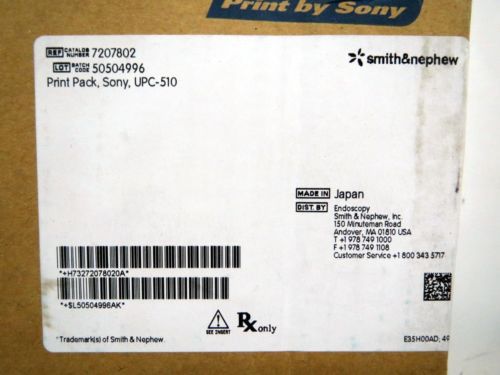 Print by Sony
REF CATALOG NUMBER 7207802
LOT BATCH CODE 50504996
Print Pack, Sony, UPC-510
smith&nephew
MADE IN Japan
DIST. BY Endoscopy
Smith & Nephew, Inc.
150 Minuteman Road
Andover, MA 01810 USA
T +1 978 749 1000
F +1 978 749 1108
Customer Service +1 800 343 5717
*+H73272078020A*
*+SL50504996AK*
SEE INSERT
Rx only
*Trademark(s) of Smith & Nephew.
E35H00AD; 49